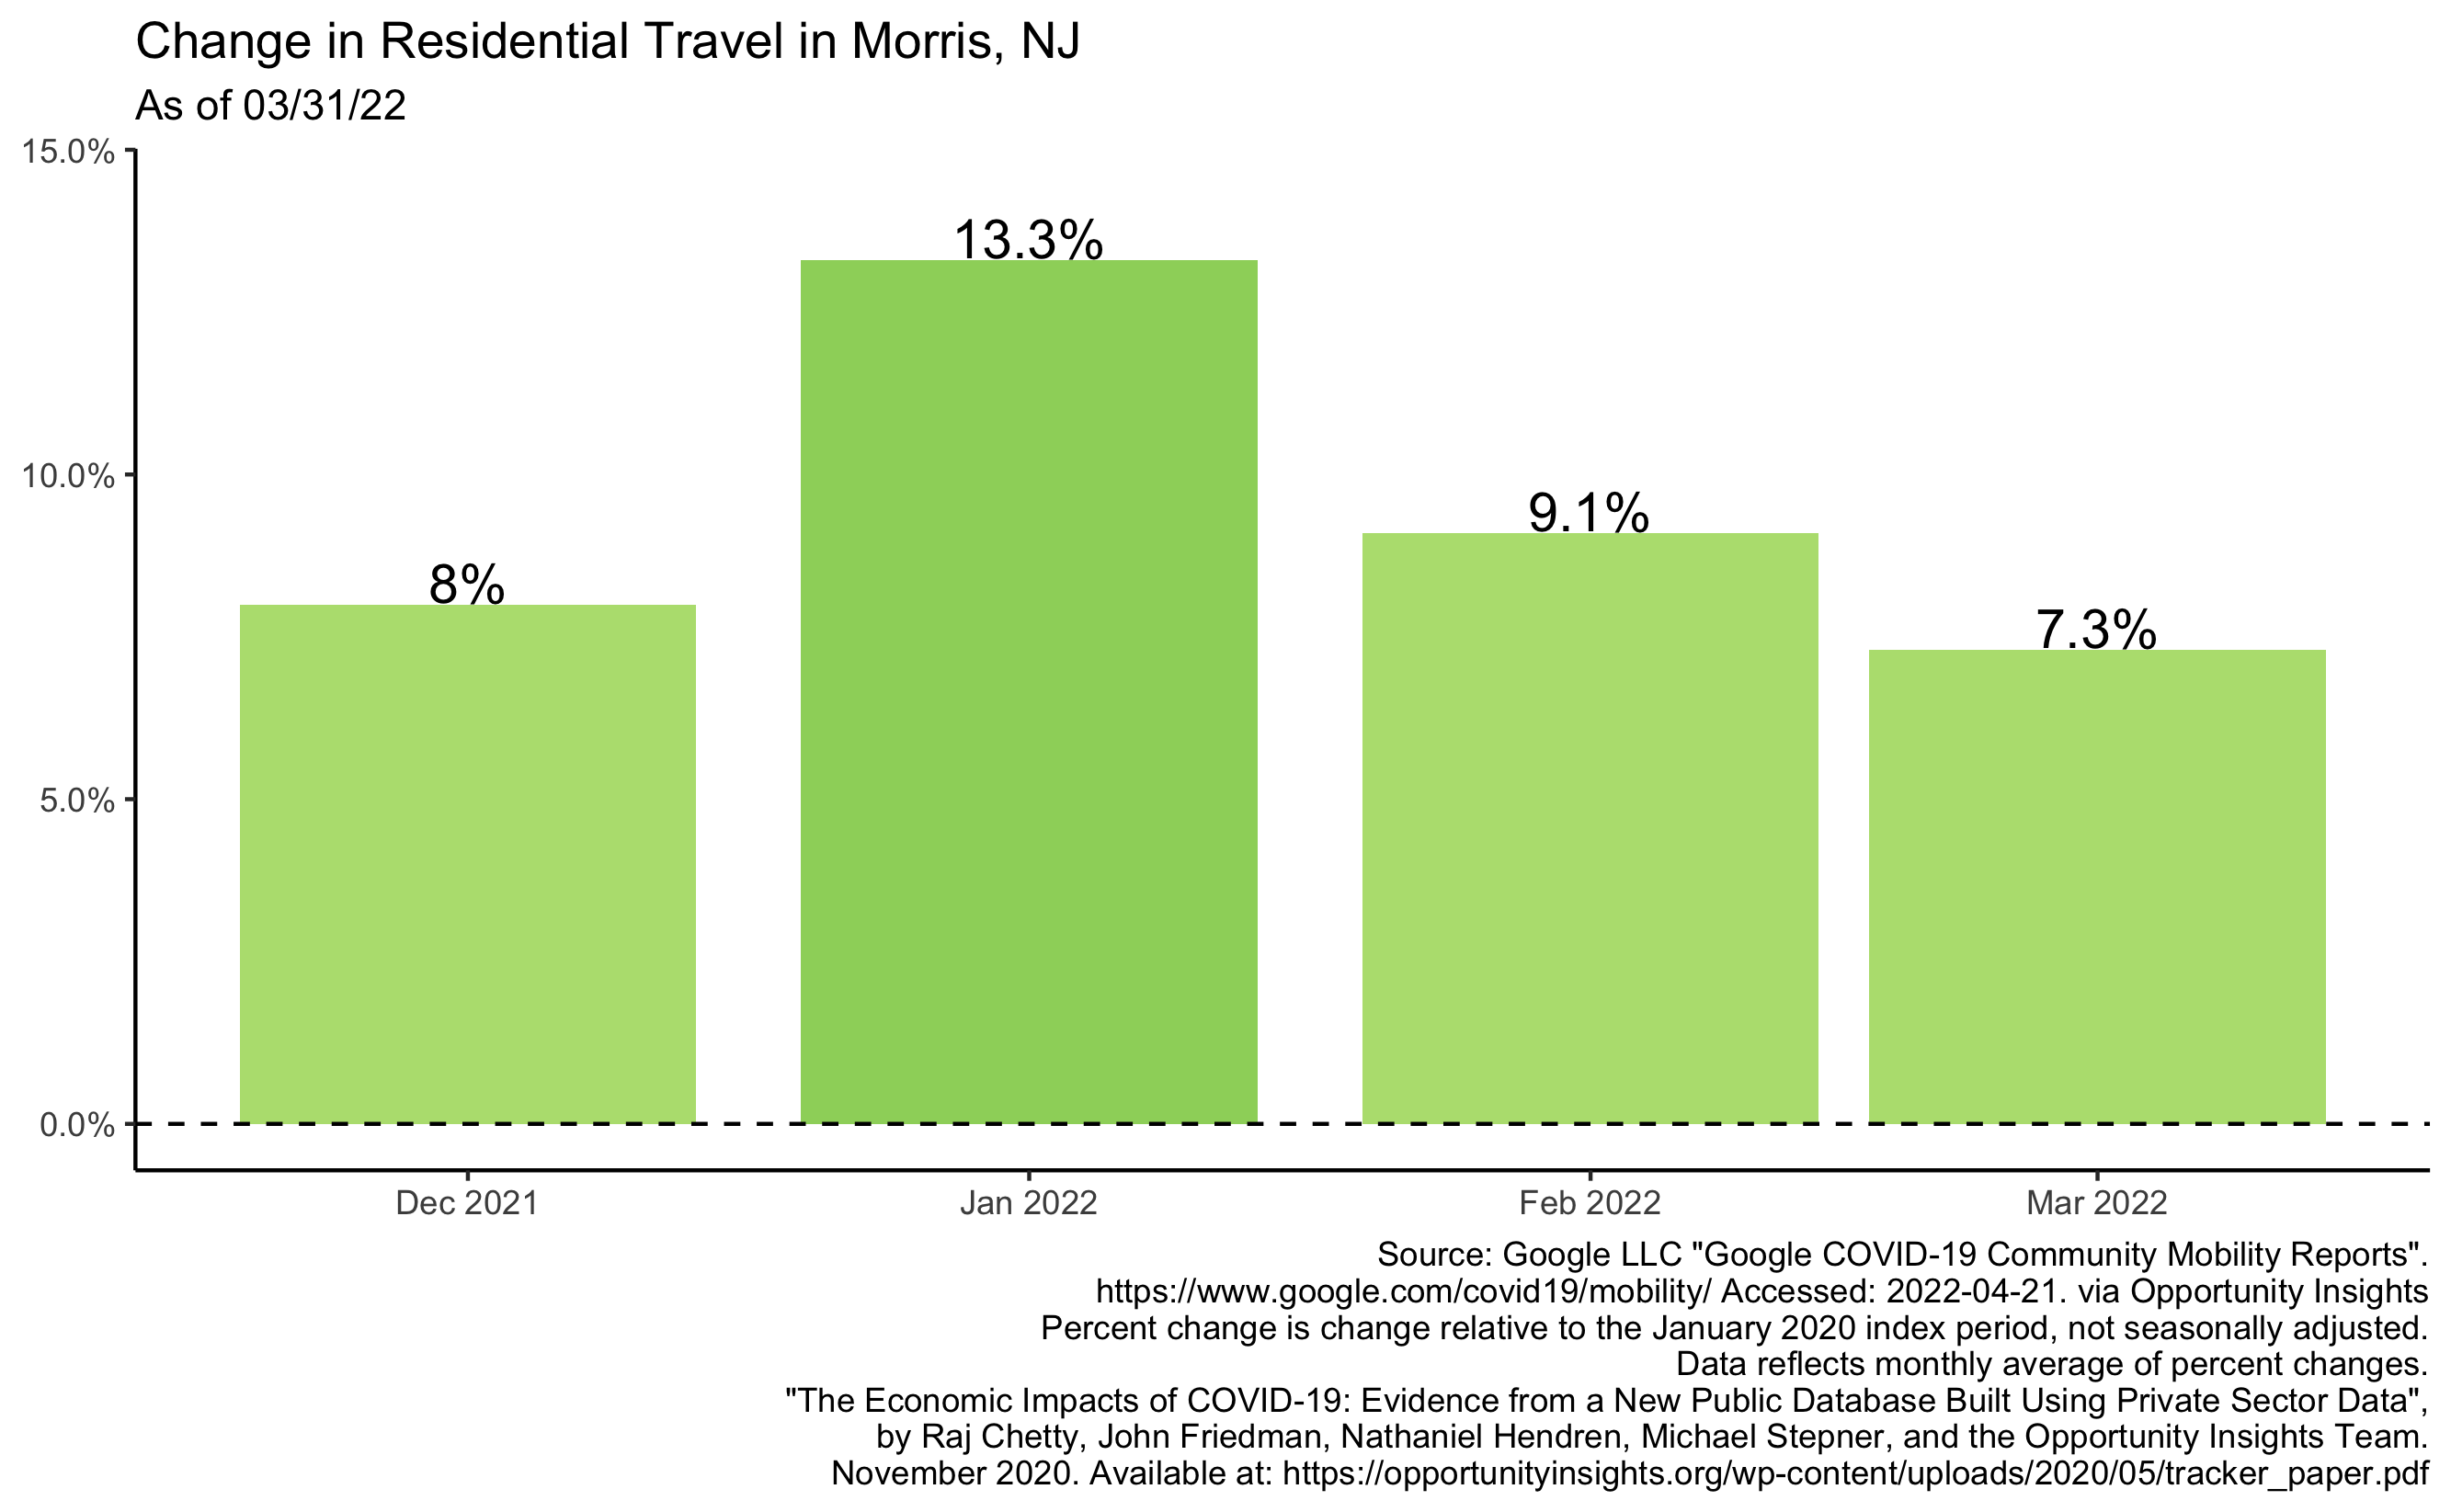 Change in Residential Travel in Morris, NJ
As of 03/31/22
15.0%
10.0%
5.0%
0.0%
8%
13.3%
9.1%
7.3%
Dec 2021
Jan 2022
Feb 2022
Mar 2022
Source: Google LLC "Google COVID-19 Community Mobility Reports".
https://www.google.com/covid19/mobility/ Accessed: 2022-04-21. via Opportunity Insights
Percent change is change relative to the January 2020 index period, not seasonally adjusted.
Data reflects monthly average of percent changes.
"The Economic Impacts of COVID-19: Evidence from a New Public Database Built Using Private Sector Data",
by Raj Chetty, John Friedman, Nathaniel Hendren, Michael Stepner, and the Opportunity Insights Team.
November 2020. Available at: https://opportunityinsights.org/wp-content/uploads/2020/05/tracker_paper.pdf